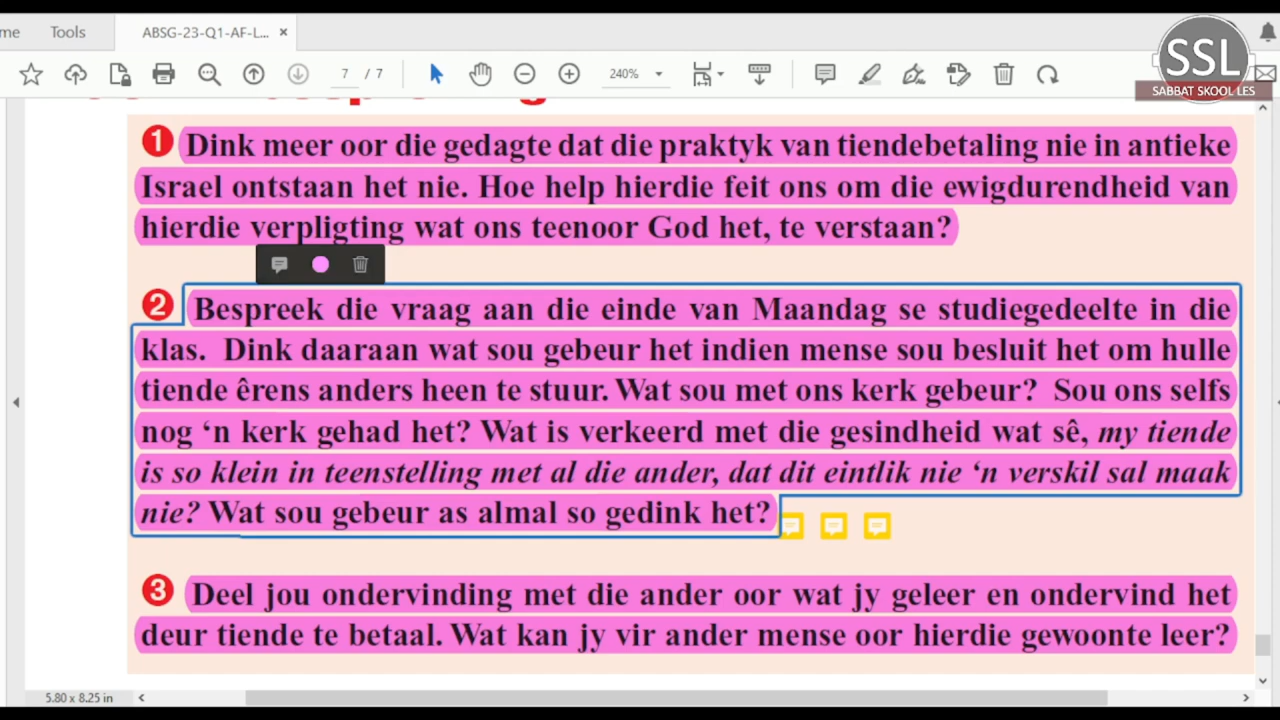 me Tools ABSG-23-Q1-AF-L... ×
SSL
SABBAT SKOOL LES
7 / 7 240%
1 Dink meer oor die gedagte dat die praktyk van tiendebetaling nie in antieke
Israel ontstaan het nie. Hoe help hierdie feit ons om die ewigdurendheid van
hierdie verpligting wat ons teenoor God het, te verstaan?
2 Bespreek die vraag aan die einde van Maandag se studiegedeelte in die
klas. Dink daaraan wat sou gebeur het indien mense sou besluit het om hulle
tiende êrens anders heen te stuur. Wat sou met ons kerk gebeur? Sou ons selfs
nog ‘n kerk gehad het? Wat is verkeerd met die gesindheid wat sê, my tiende
is so klein in teenstelling met al die ander, dat dit eintlik nie ‘n verskil sal maak
nie? Wat sou gebeur as almal so gedink het?
3 Deel jou ondervinding met die ander oor wat jy geleer en ondervind het
deur tiende te betaal. Wat kan jy vir ander mense oor hierdie gewoonte leer?
5.80 x 8.25 in